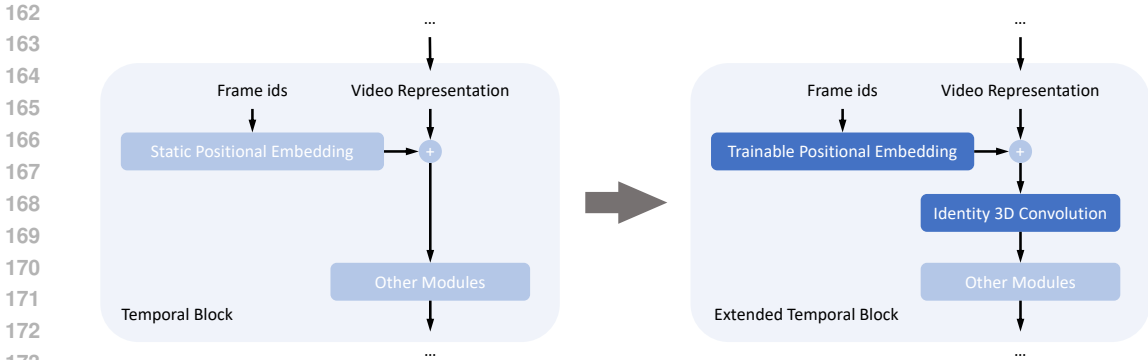 162
163
164
165
166
167
168
169
170
171
172
173
...
Frame ids
Video Representation
Static Positional Embedding
+
Other Modules
Temporal Block
...
...
Frame ids
Video Representation
Trainable Positional Embedding
+
Identity 3D Convolution
Other Modules
Extended Temporal Block
...